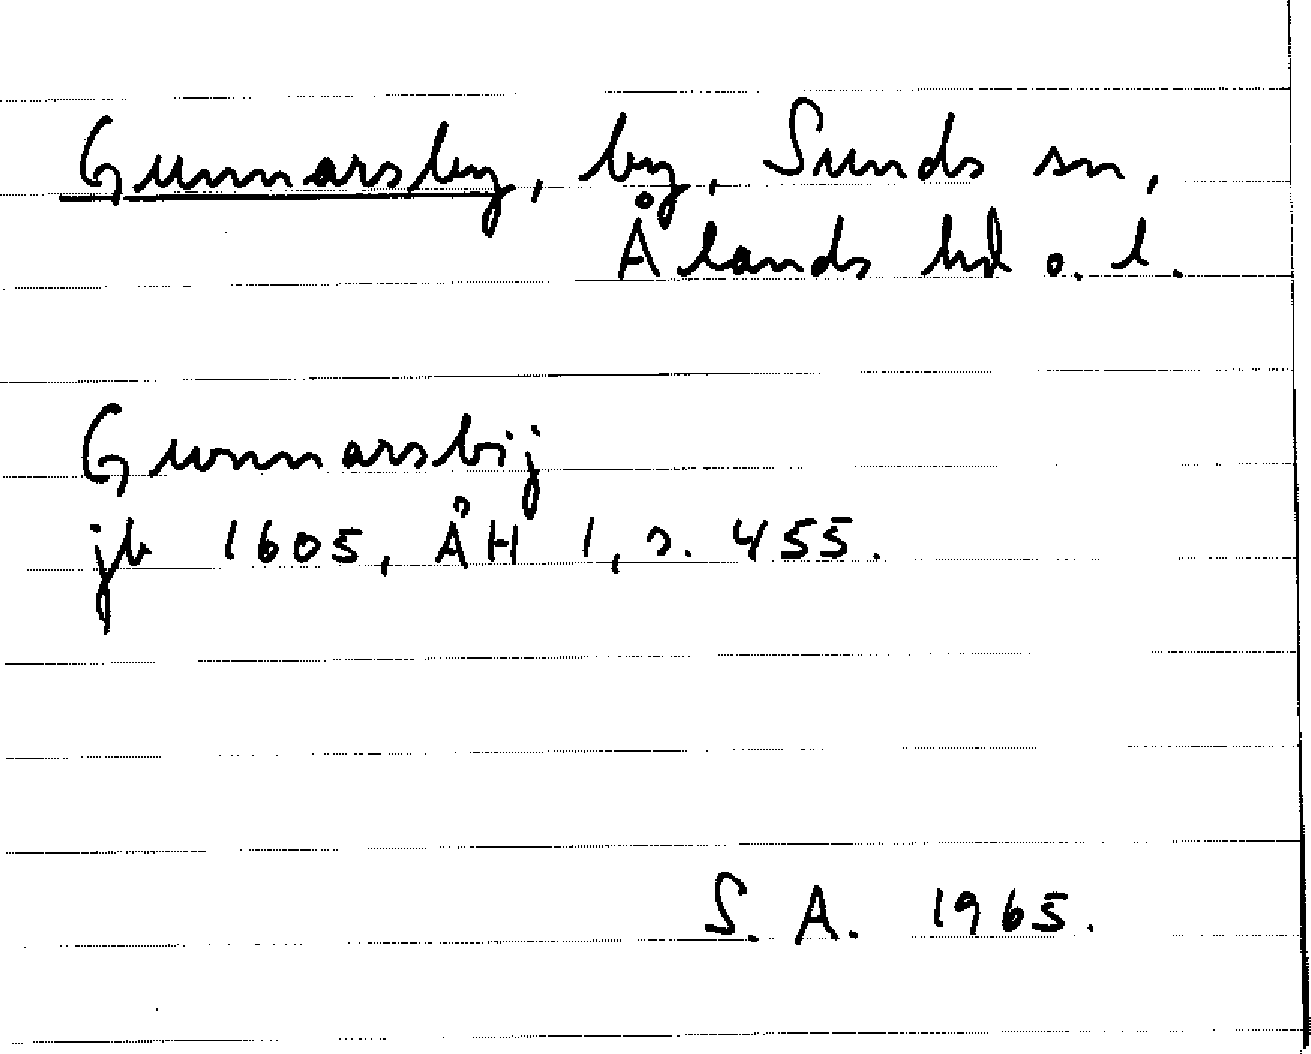 Gunnarsby, by, Sunds sn,
Ålands hd o. l.
Gunnarsbij
jb 1605, ÅH 1, s. 455.
S. A. 1965.